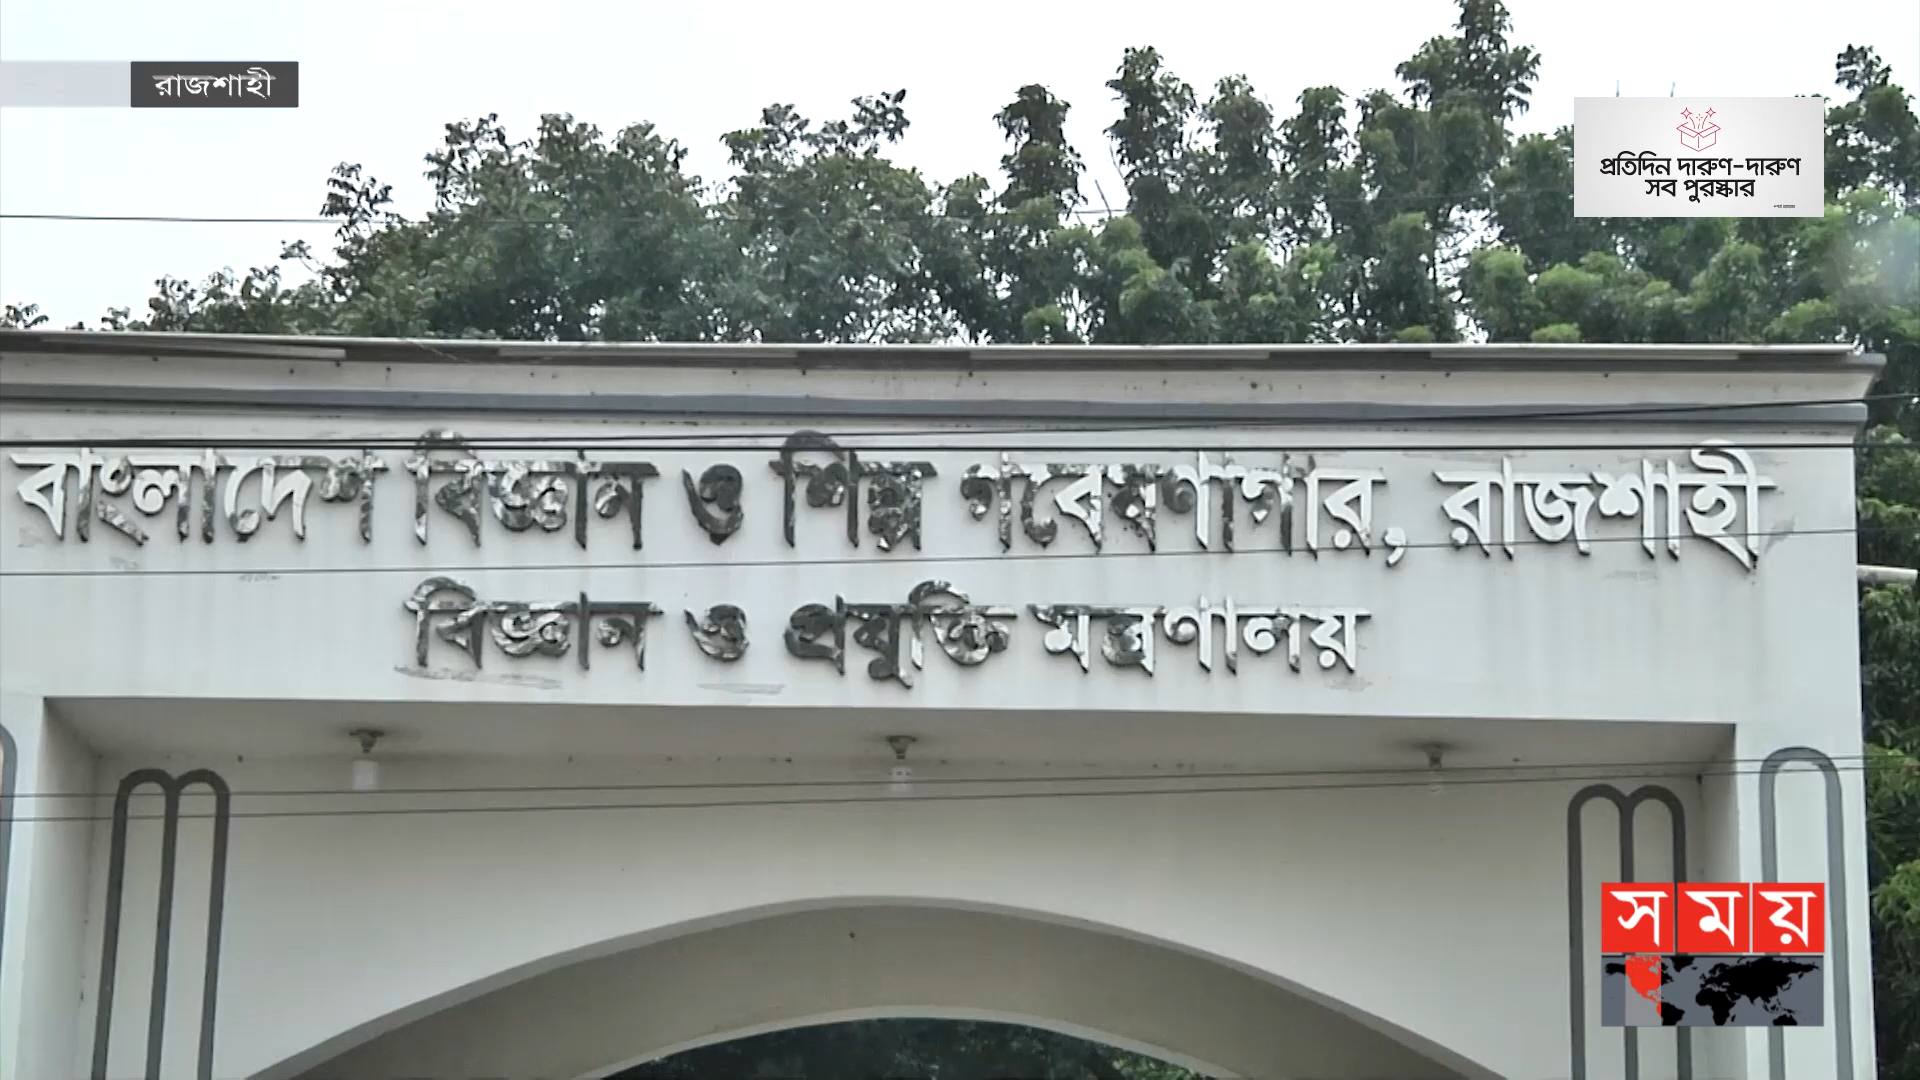 রাজশাহী
প্রতিদিন দারুণ-দারুণ
সব পুরস্কার
বাংলাদেশ বিজ্ঞান ও শিল্প গবেষণাগার, রাজশাহী
বিজ্ঞান ও প্রযুক্তি মন্ত্রণালয়
সময়